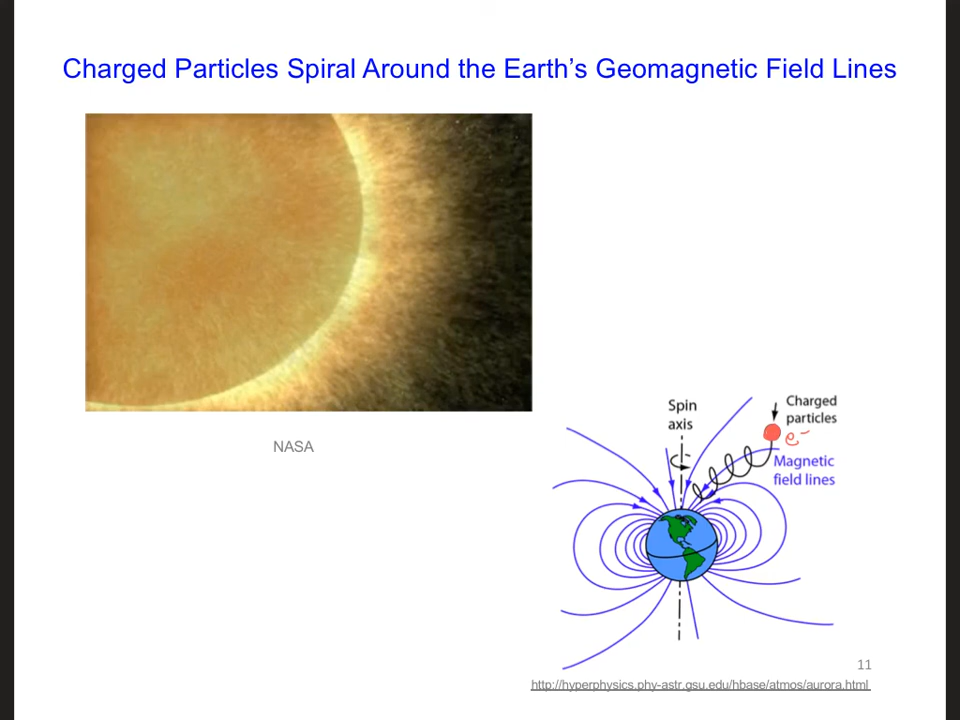 Charged Particles Spiral Around the Earth’s Geomagnetic Field Lines
NASA
Spin
axis
Charged
particles
e⁻
Magnetic
field lines
11
http://hyperphysics.phy-astr.gsu.edu/hbase/atmos/aurora.html